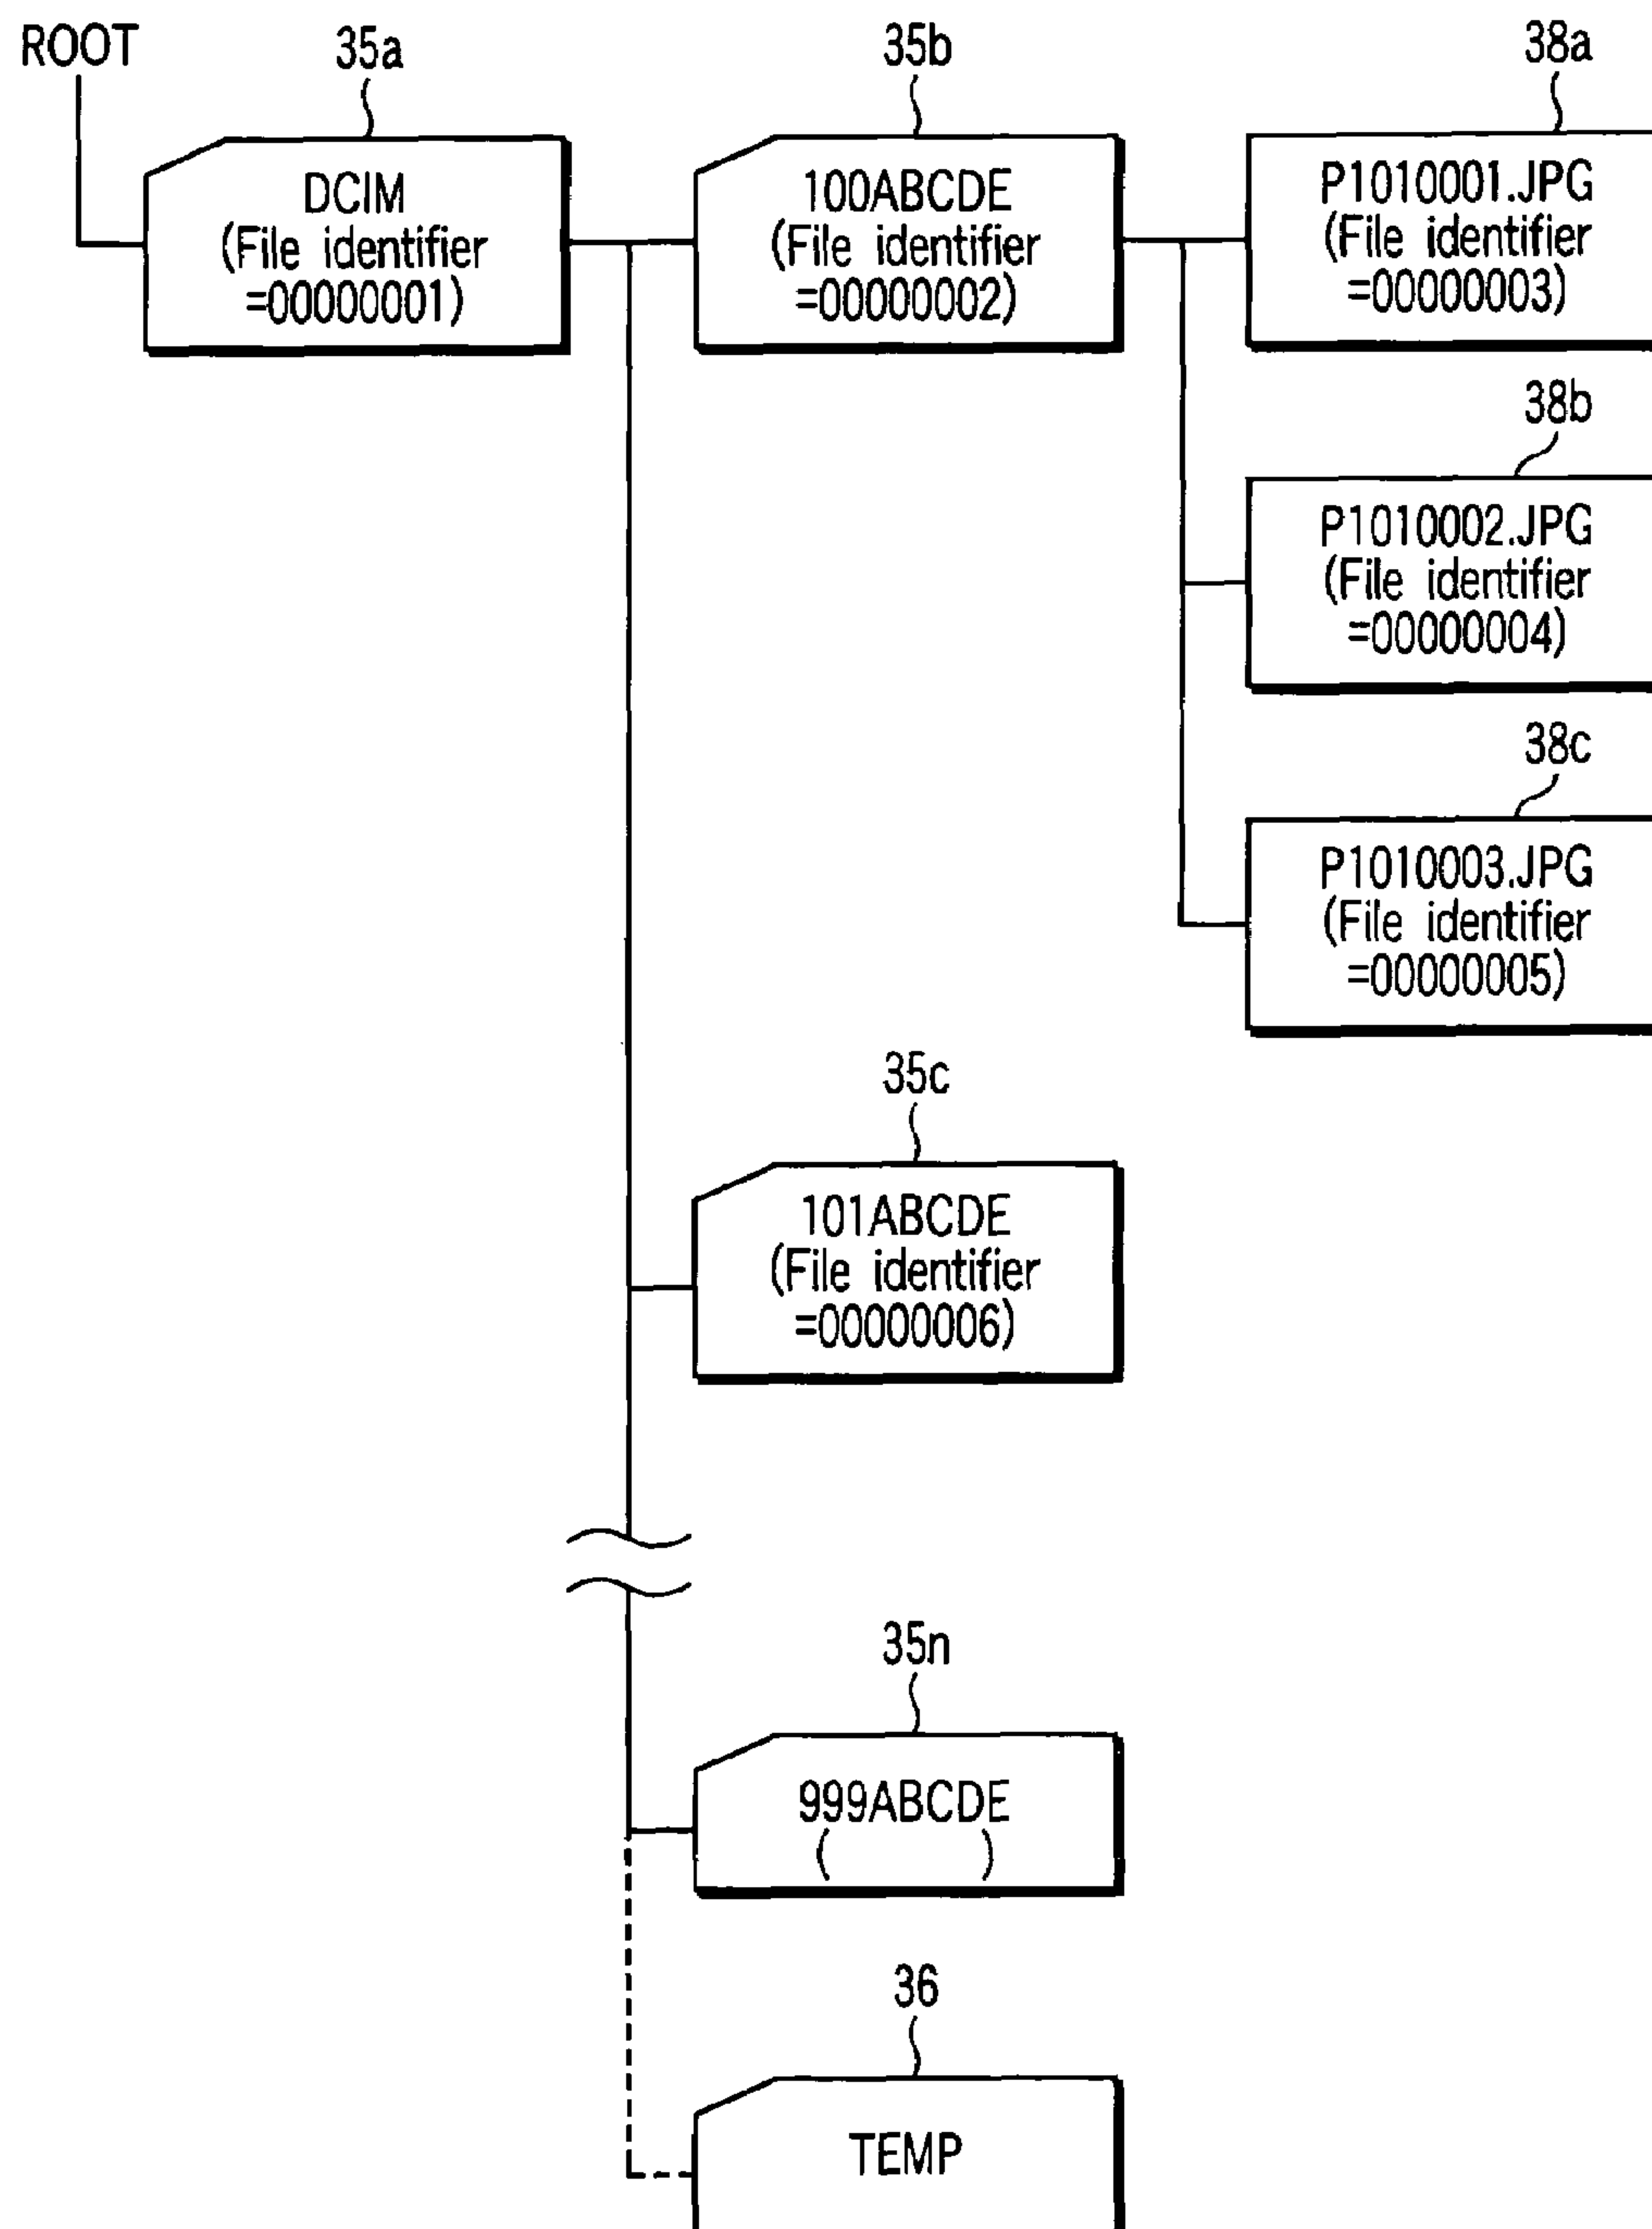 ROOT
35a
35b
38a
DCIM
(File identifier
=00000001)
100ABCDE
(File identifier
=00000002)
P1010001.JPG
(File identifier
=00000003)
38b
P1010002.JPG
(File identifier
=00000004)
38c
P1010003.JPG
(File identifier
=00000005)
35c
101ABCDE
(File identifier
=00000006)
35n
999ABCDE
( )
36
TEMP